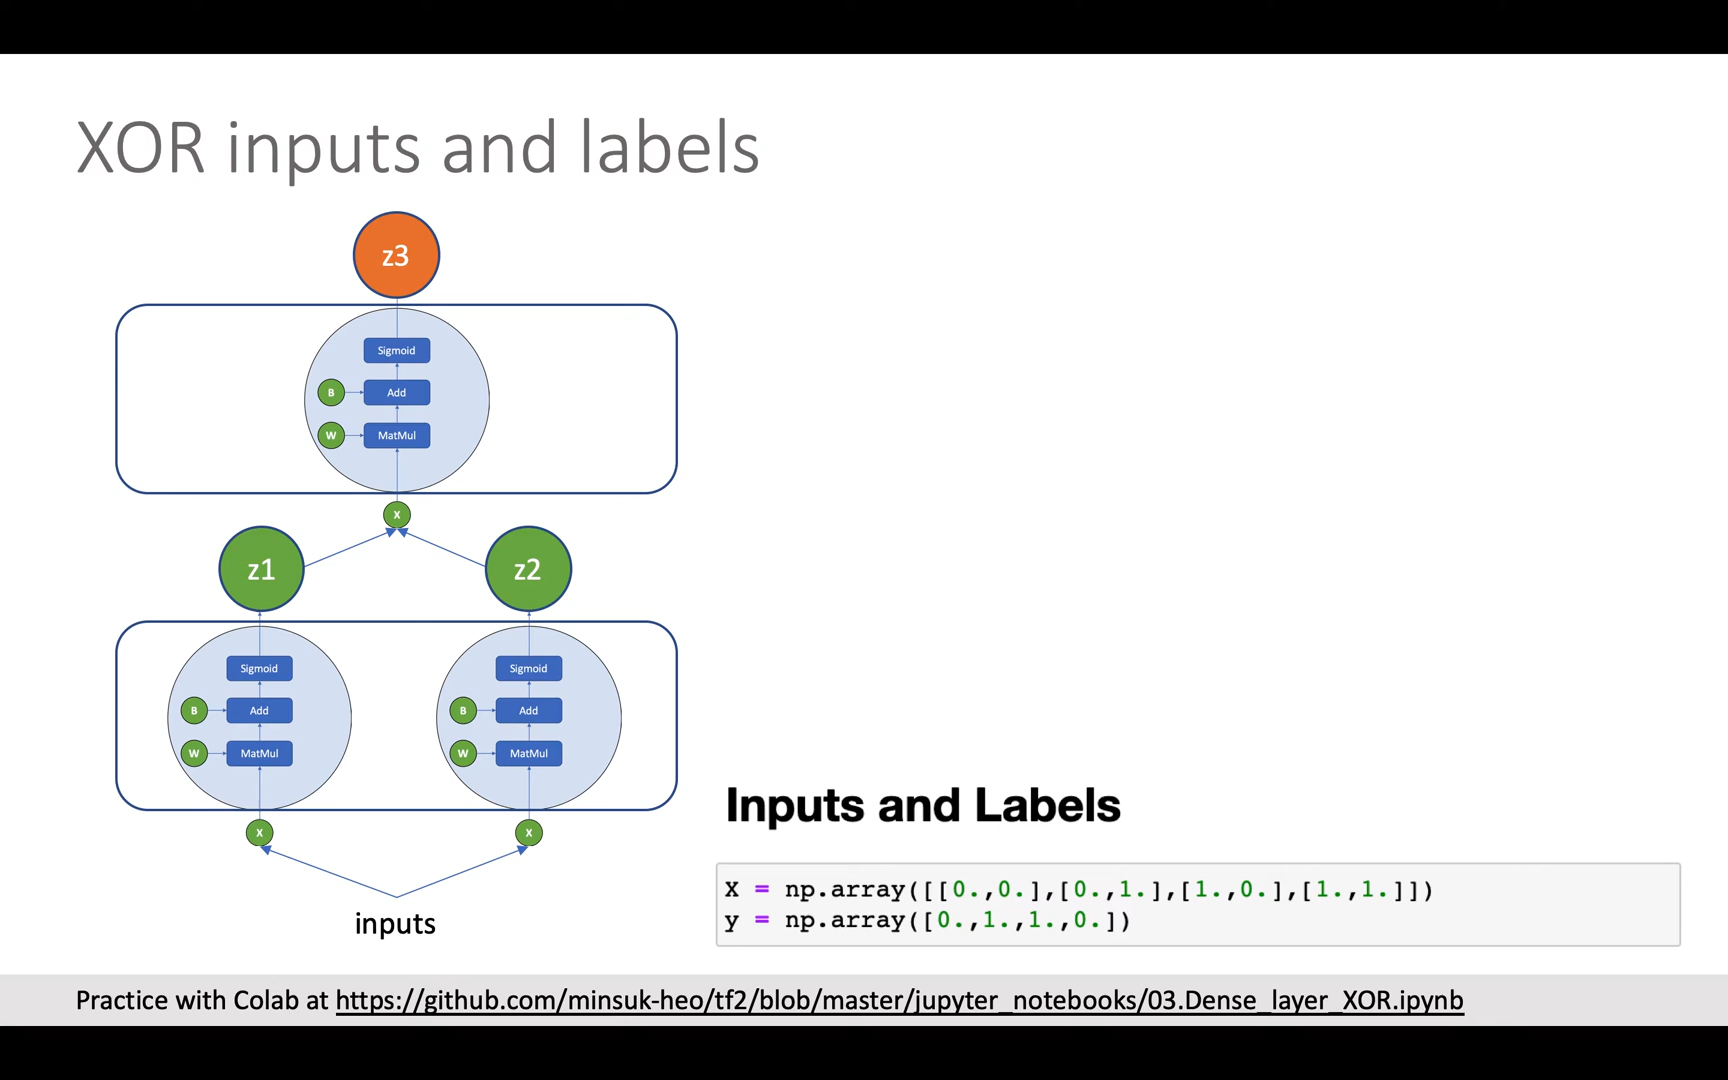 XOR inputs and labels
z3
Sigmoid
B
Add
W
MatMul
X
z1
z2
Sigmoid
Sigmoid
B
Add
B
Add
W
MatMul
W
MatMul
X
X
inputs
Inputs and Labels
X = np.array([[0.,0.],[0.,1.],[1.,0.],[1.,1.]])
y = np.array([0.,1.,1.,0.])
Practice with Colab at https://github.com/minsuk-heo/tf2/blob/master/jupyter_notebooks/03.Dense_layer_XOR.ipynb